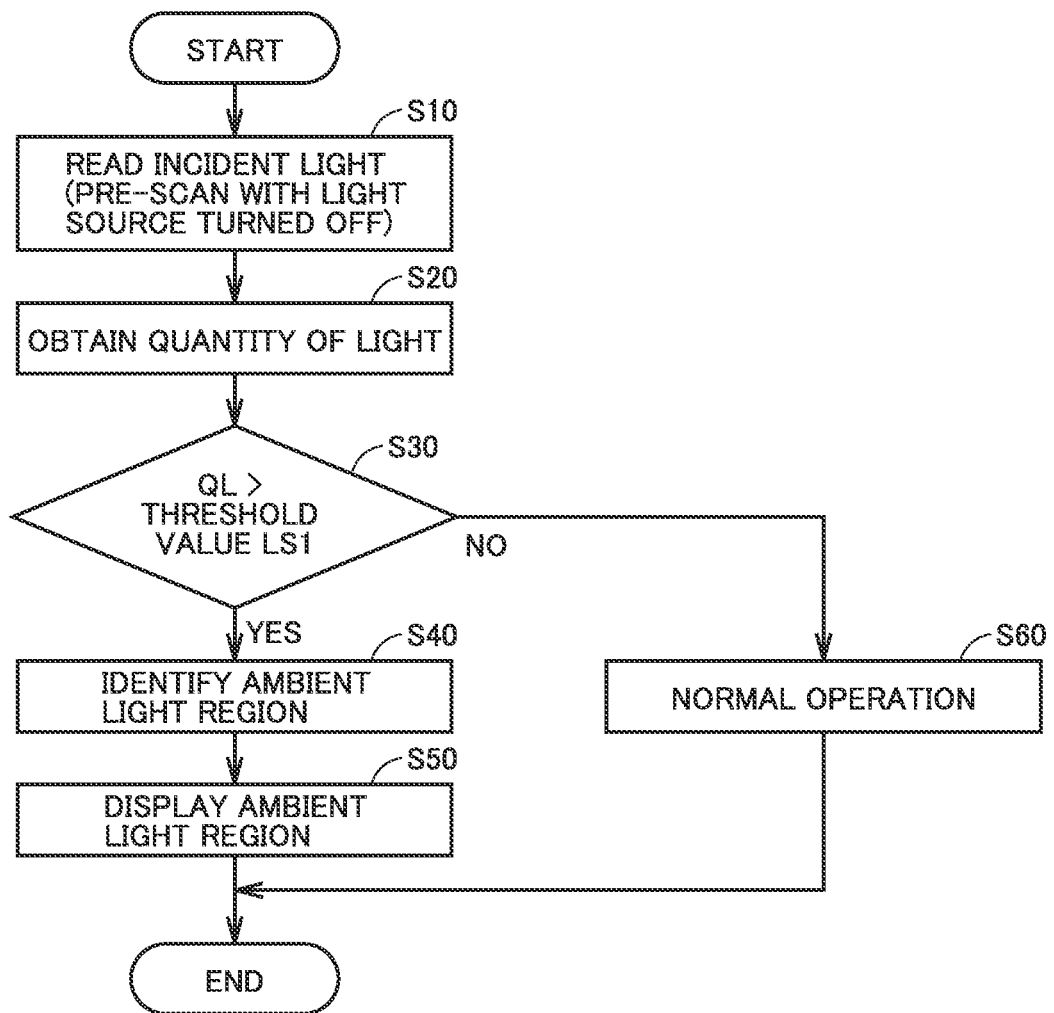 START
S10
READ INCIDENT LIGHT
(PRE-SCAN WITH LIGHT
SOURCE TURNED OFF)
S20
OBTAIN QUANTITY OF LIGHT
S30
QL >
THRESHOLD
VALUE LS1
NO
YES
S40
IDENTIFY AMBIENT
LIGHT REGION
S60
NORMAL OPERATION
S50
DISPLAY AMBIENT
LIGHT REGION
END